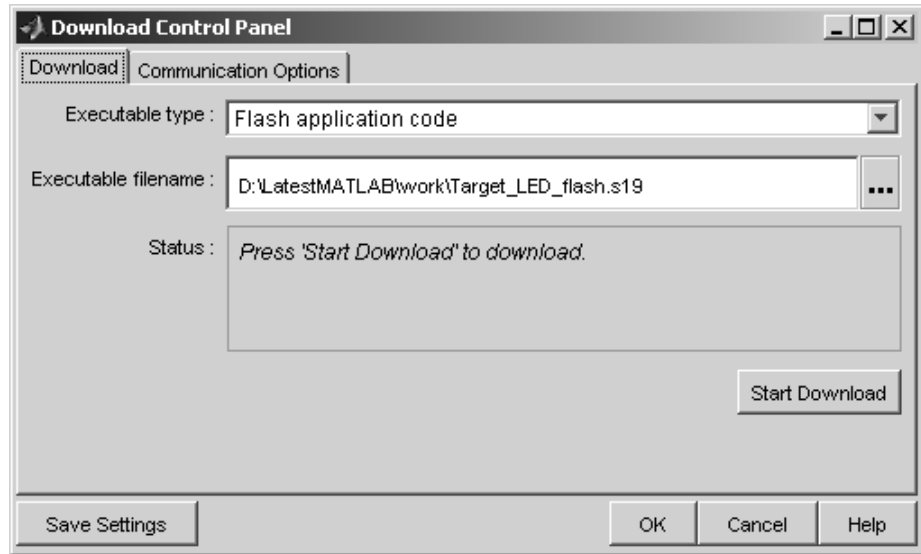 Download Control Panel
Download Communication Options
Executable type : Flash application code
Executable filename : D:\LatestMATLAB\work\Target_LED_flash.s19 ...
Status : Press 'Start Download' to download.
Start Download
Save Settings OK Cancel Help